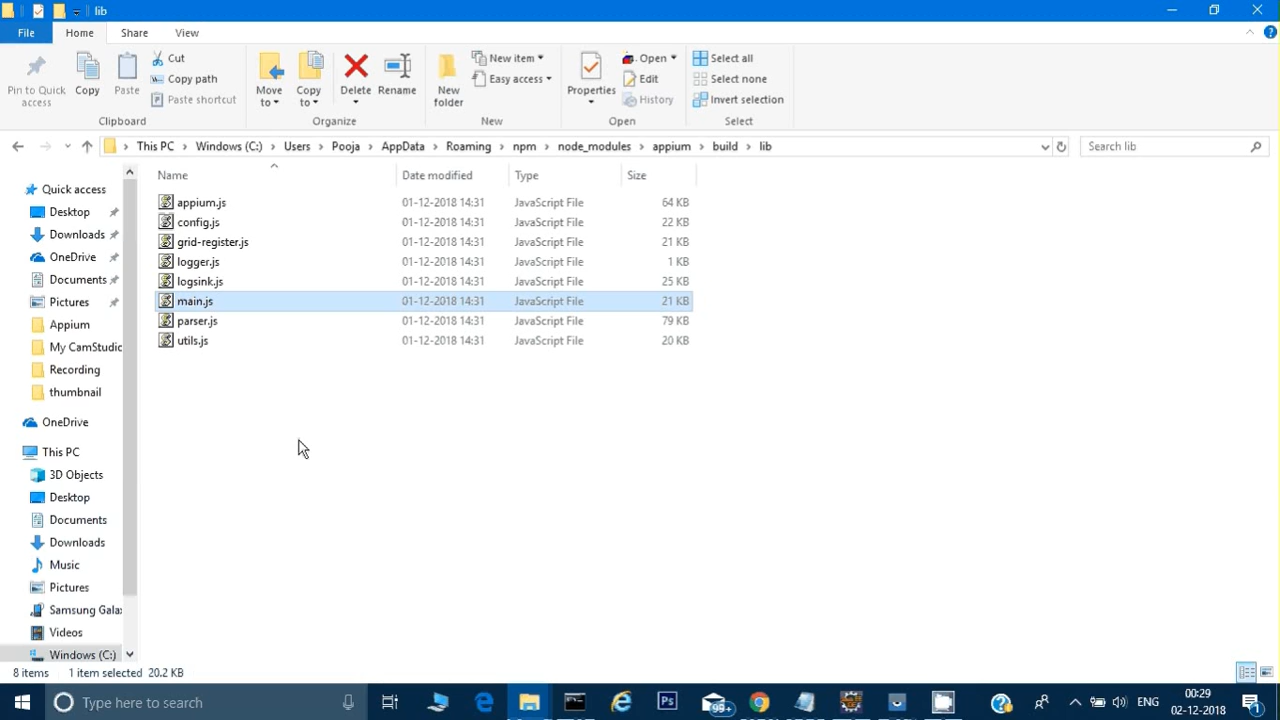 lib
File Home Share View
Pin to Quick access
Copy
Paste
Cut
Copy path
Paste shortcut
Clipboard
Move to
Copy to
Delete
Rename
Organize
New folder
New item
Easy access
New
Properties
Open
Edit
History
Open
Select all
Select none
Invert selection
Select
This PC > Windows (C:) > Users > Pooja > AppData > Roaming > npm > node_modules > appium > build > lib
Search lib
Quick access
Desktop
Downloads
OneDrive
Documents
Pictures
Appium
My CamStudio
Recording
thumbnail
OneDrive
This PC
3D Objects
Desktop
Documents
Downloads
Music
Pictures
Samsung Gala
Videos
Windows (C:)
Name Date modified Type Size
appium.js 01-12-2018 14:31 JavaScript File 64 KB
config.js 01-12-2018 14:31 JavaScript File 22 KB
grid-register.js 01-12-2018 14:31 JavaScript File 21 KB
logger.js 01-12-2018 14:31 JavaScript File 1 KB
logsink.js 01-12-2018 14:31 JavaScript File 25 KB
main.js 01-12-2018 14:31 JavaScript File 21 KB
parser.js 01-12-2018 14:31 JavaScript File 79 KB
utils.js 01-12-2018 14:31 JavaScript File 20 KB
8 items 1 item selected 20.2 KB
Type here to search
Ps
99+
ENG
00:29
02-12-2018
1